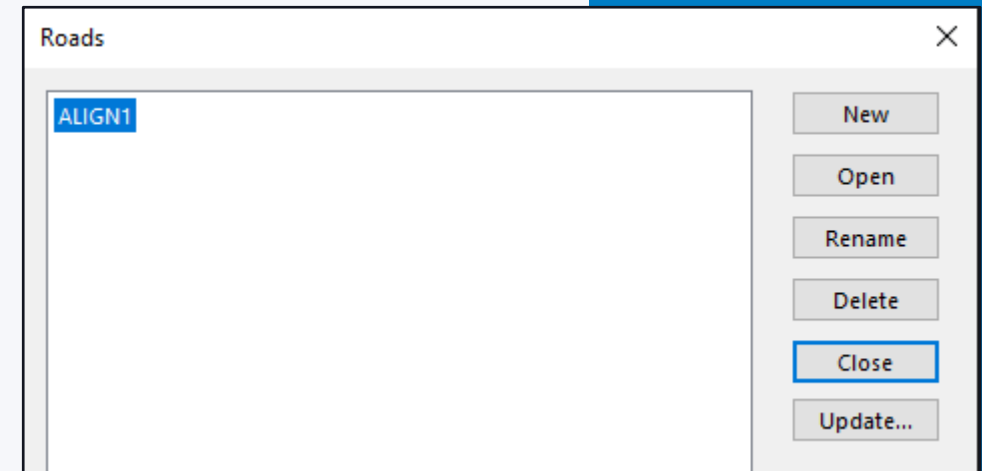 Roads
ALIGN1
New
Open
Rename
Delete
Close
Update...